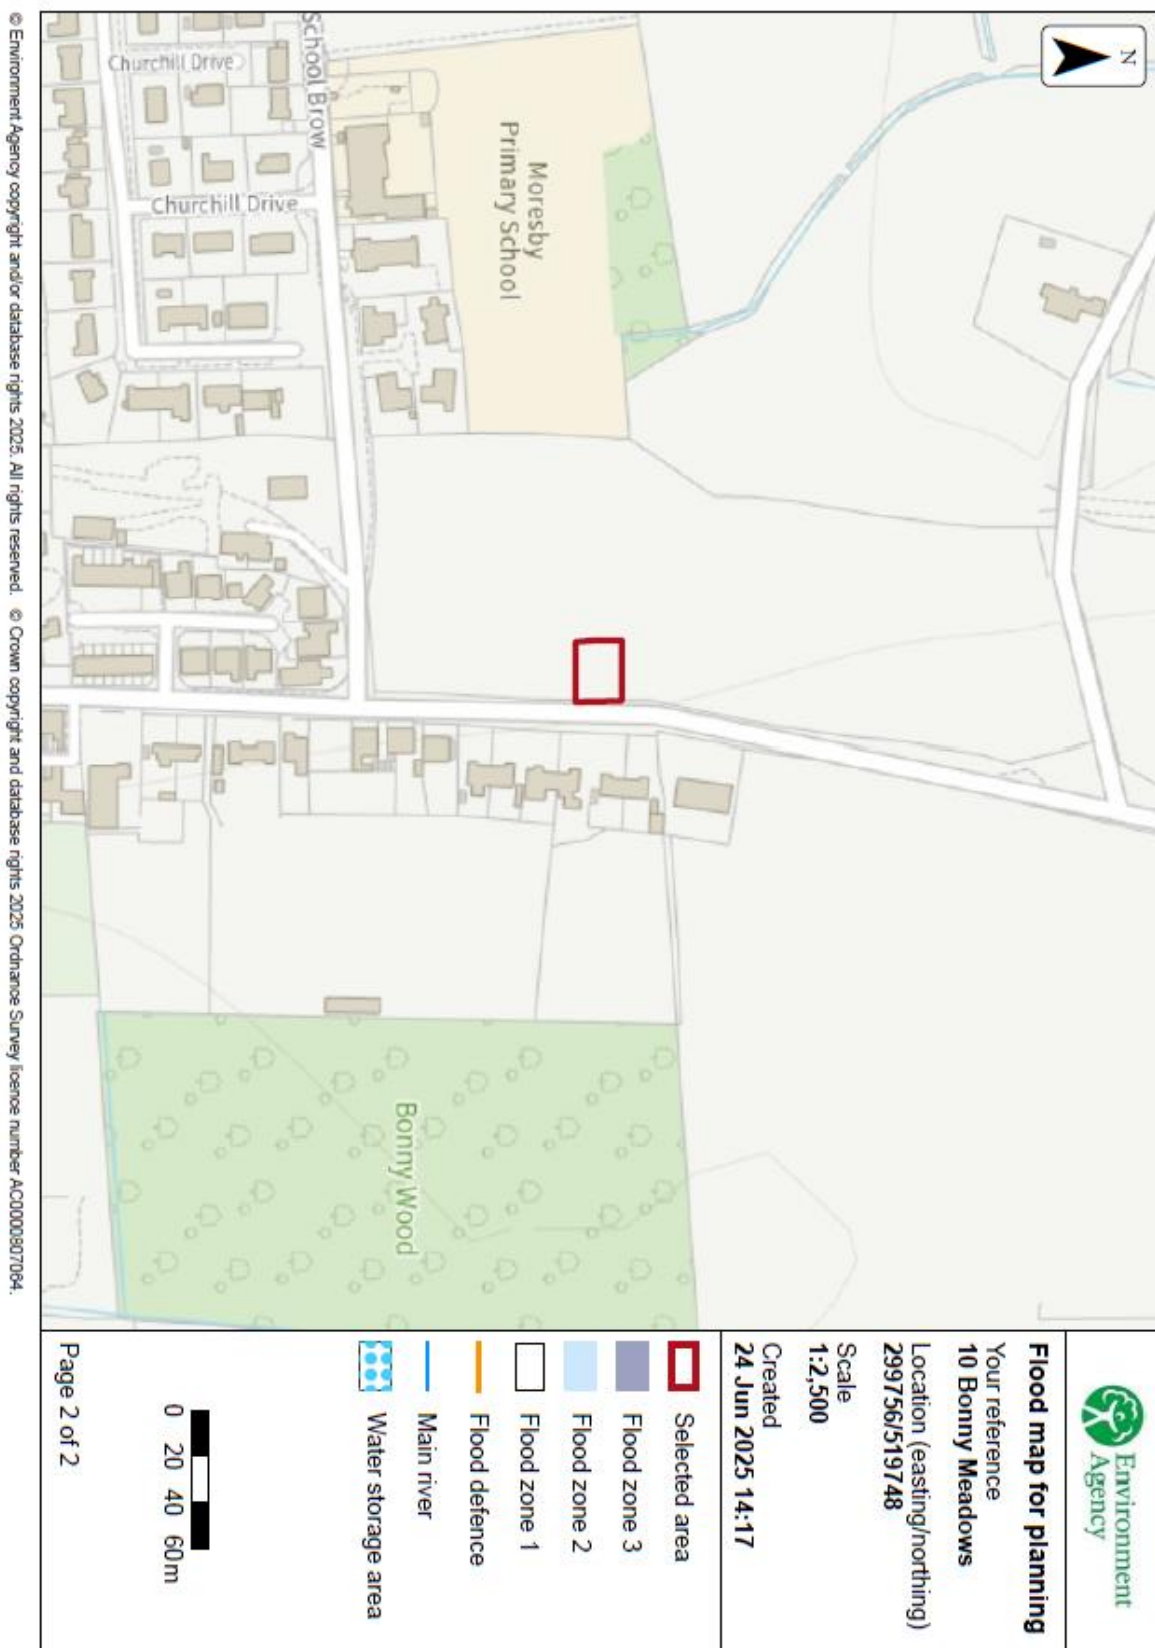 Environment
Agency
Flood map for planning
Your reference
10 Bonny Meadows
Location (easting/northing)
299756/519748
Scale
1:2,500
Created
24 Jun 2025 14:17
Selected area
Flood zone 3
Flood zone 2
Flood zone 1
Flood defence
Main river
Water storage area
0 20 40 60m
Page 2 of 2
N
Moresby
Primary School
School Brow
Churchill Drive
Churchill Drive
Bonny Wood
© Environment Agency copyright and/or database rights 2025. All rights reserved. © Crown copyright and database rights 2025 Ordnance Survey licence number AC0000807064.